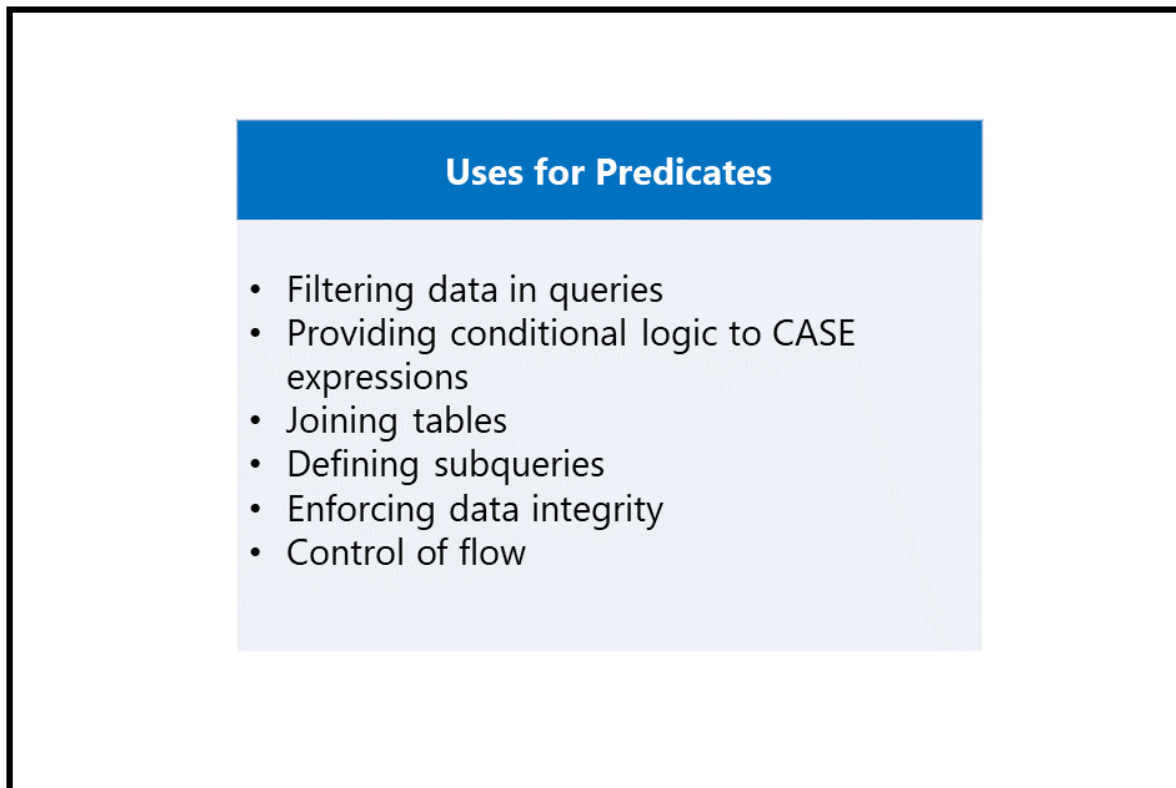 Uses for Predicates
• Filtering data in queries
• Providing conditional logic to CASE
expressions
• Joining tables
• Defining subqueries
• Enforcing data integrity
• Control of flow